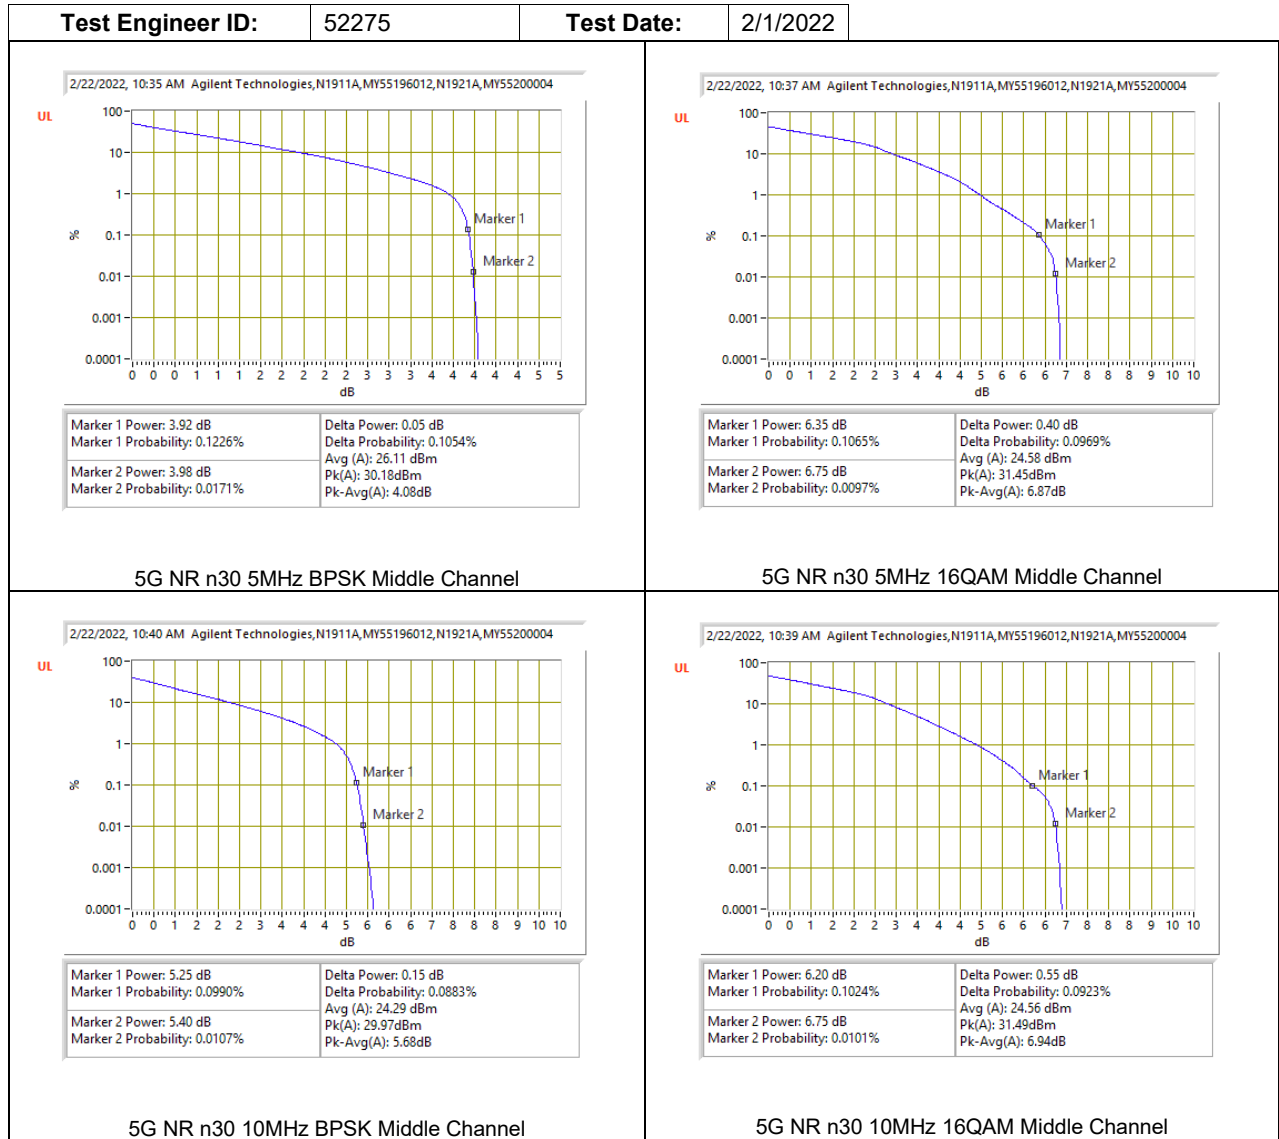 Test Engineer ID: 52275 Test Date: 2/1/2022
2/22/2022, 10:35 AM Agilent Technologies,N1911A,MY55196012,N1921A,MY55200004
UL
100
10
1
0.1
0.01
0.001
0.0001
%
Marker 1
Marker 2
0 0 0 1 1 1 2 2 2 2 2 3 3 3 4 4 4 4 4 5 5
dB
Marker 1 Power: 3.92 dB
Marker 1 Probability: 0.1226%
Marker 2 Power: 3.98 dB
Marker 2 Probability: 0.0171%
Delta Power: 0.05 dB
Delta Probability: 0.1054%
Avg (A): 26.11 dBm
Pk(A): 30.18dBm
Pk-Avg(A): 4.08dB
5G NR n30 5MHz BPSK Middle Channel
2/22/2022, 10:37 AM Agilent Technologies,N1911A,MY55196012,N1921A,MY55200004
UL
100
10
1
0.1
0.01
0.001
0.0001
%
Marker 1
Marker 2
0 0 1 2 2 2 3 3 4 4 5 6 6 6 7 8 8 8 9 10 10
dB
Marker 1 Power: 6.35 dB
Marker 1 Probability: 0.1065%
Marker 2 Power: 6.75 dB
Marker 2 Probability: 0.0097%
Delta Power: 0.40 dB
Delta Probability: 0.0969%
Avg (A): 24.58 dBm
Pk(A): 31.45dBm
Pk-Avg(A): 6.87dB
5G NR n30 5MHz 16QAM Middle Channel
2/22/2022, 10:40 AM Agilent Technologies,N1911A,MY55196012,N1921A,MY55200004
UL
100
10
1
0.1
0.01
0.001
0.0001
%
Marker 1
Marker 2
0 0 1 2 2 2 3 3 4 4 5 6 6 6 7 8 8 8 9 10 10
dB
Marker 1 Power: 5.25 dB
Marker 1 Probability: 0.0990%
Marker 2 Power: 5.40 dB
Marker 2 Probability: 0.0107%
Delta Power: 0.15 dB
Delta Probability: 0.0883%
Avg (A): 24.29 dBm
Pk(A): 29.97dBm
Pk-Avg(A): 5.68dB
5G NR n30 10MHz BPSK Middle Channel
2/22/2022, 10:39 AM Agilent Technologies,N1911A,MY55196012,N1921A,MY55200004
UL
100
10
1
0.1
0.01
0.001
0.0001
%
Marker 1
Marker 2
0 0 1 2 2 2 3 3 4 4 5 6 6 6 7 8 8 8 9 10 10
dB
Marker 1 Power: 6.20 dB
Marker 1 Probability: 0.1024%
Marker 2 Power: 6.75 dB
Marker 2 Probability: 0.0101%
Delta Power: 0.55 dB
Delta Probability: 0.0923%
Avg (A): 24.56 dBm
Pk(A): 31.49dBm
Pk-Avg(A): 6.94dB
5G NR n30 10MHz 16QAM Middle Channel